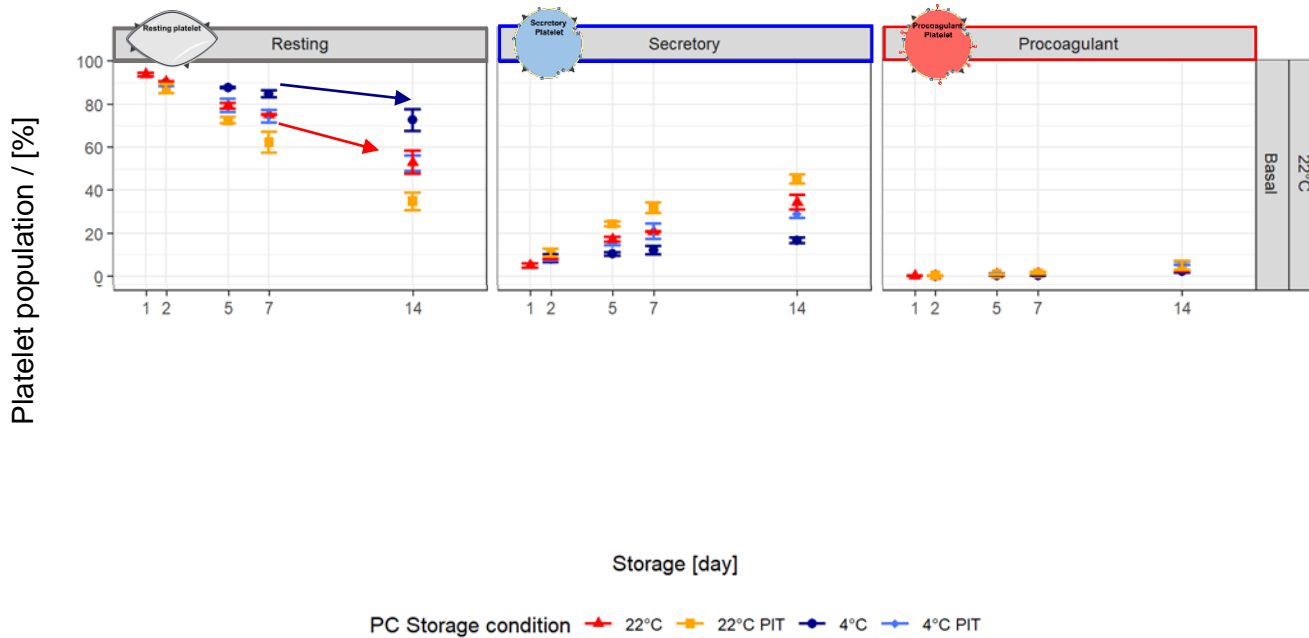 Resting platelet
Resting
Secretory
Platelet
Secretory
Procoagulant
Platelet
Procoagulant
Platelet population / [%]
100
80
60
40
20
0
Basal
22°C
1 2 5 7 14
1 2 5 7 14
1 2 5 7 14
Storage [day]
PC Storage condition 22°C 22°C PIT 4°C 4°C PIT